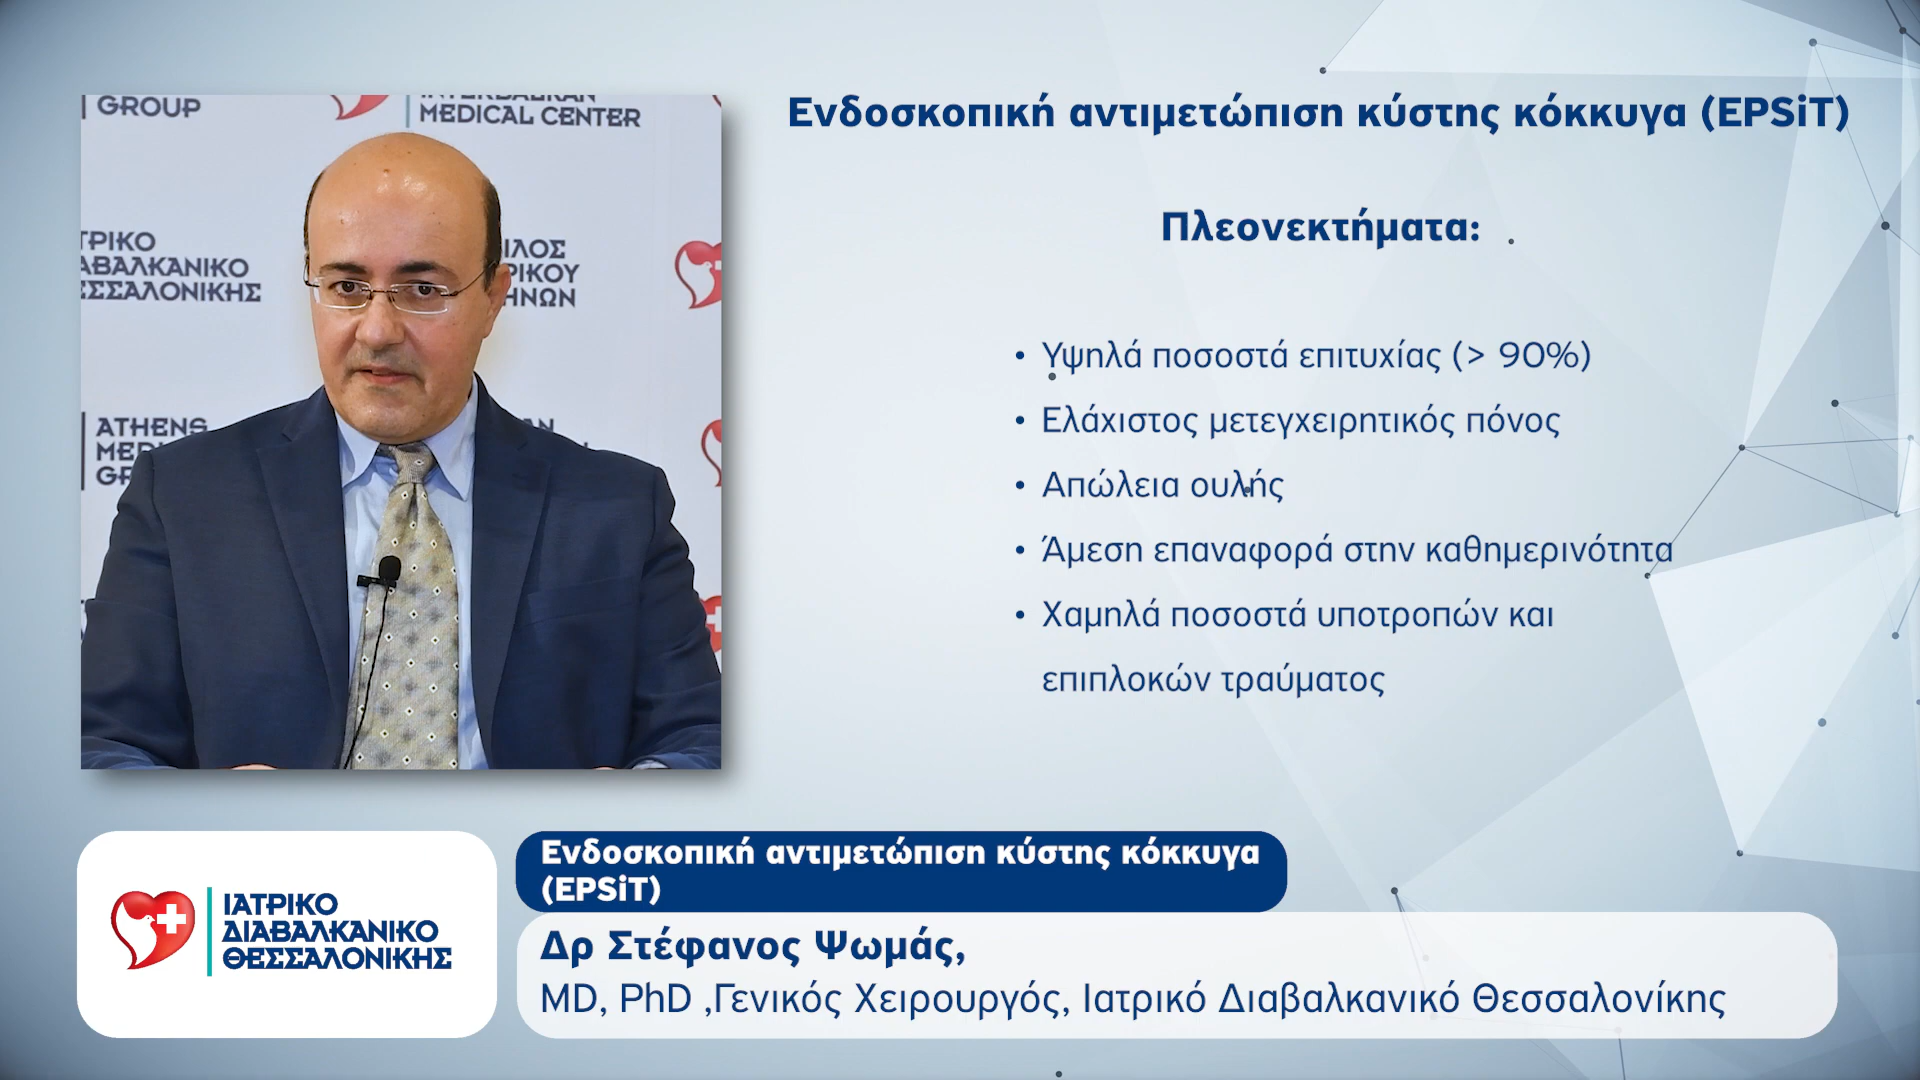 Ενδοσκοπική αντιμετώπιση κύστης κόκκυγα (EPSiT)
Πλεονεκτήματα:
• Υψηλά ποσοστά επιτυχίας (> 90%)
• Ελάχιστος μετεγχειρητικός πόνος
• Απώλεια ουλής
• Άμεση επαναφορά στην καθημερινότητα
• Χαμηλά ποσοστά υποτροπών και
επιπλοκών τραύματος
GROUP
MEDICAL CENTER
ΘΕΣΣΑΛΟΝΙΚΗΣ
ATHENS
ΙΑΤΡΙΚΟ
ΔΙΑΒΑΛΚΑΝΙΚΟ
ΘΕΣΣΑΛΟΝΙΚΗΣ
Ενδοσκοπική αντιμετώπιση κύστης κόκκυγα
(EPSiT)
Δρ Στέφανος Ψωμάς,
MD, PhD ,Γενικός Χειρουργός, Ιατρικό Διαβαλκανικό Θεσσαλονίκης